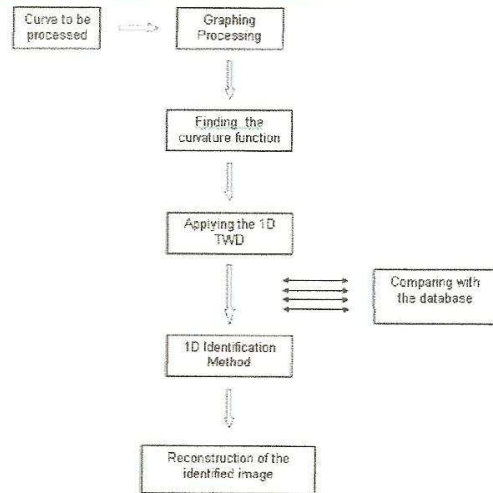 Curve to be
processed
Graphing
Processing
Finding the
curvature function
Applying the 1D
TWD
Comparing with
the database
1D Identification
Method
Reconstruction of the
identified image